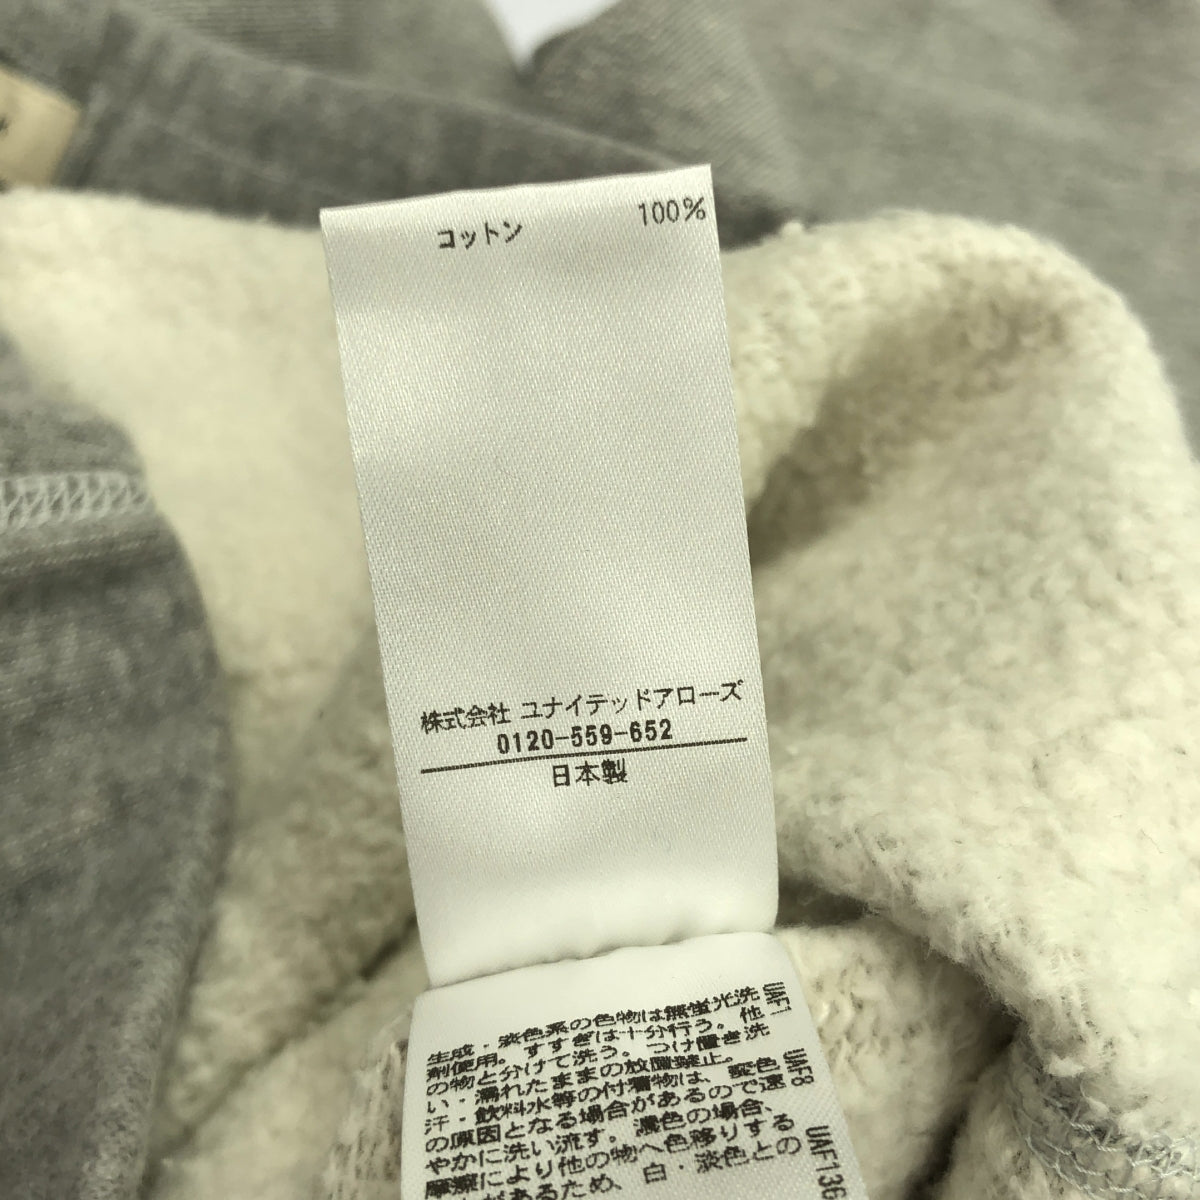 コットン 100%
株式会社 ユナイテッドアローズ
0120-559-652
日本製
生成・淡色系の色物は無蛍光洗
剤使用。すすぎは十分行う。他
の物と分けて洗う。つけ置き洗
い・濡れたままの放置禁止。
汗・飲料水等の付着物は、変色
の原因となる場合があるので速
やかに洗い流す。濃色の場合、
摩擦により他の物へ色移りする
があるため、白・淡色との
UAF1
UAF8
UAF136